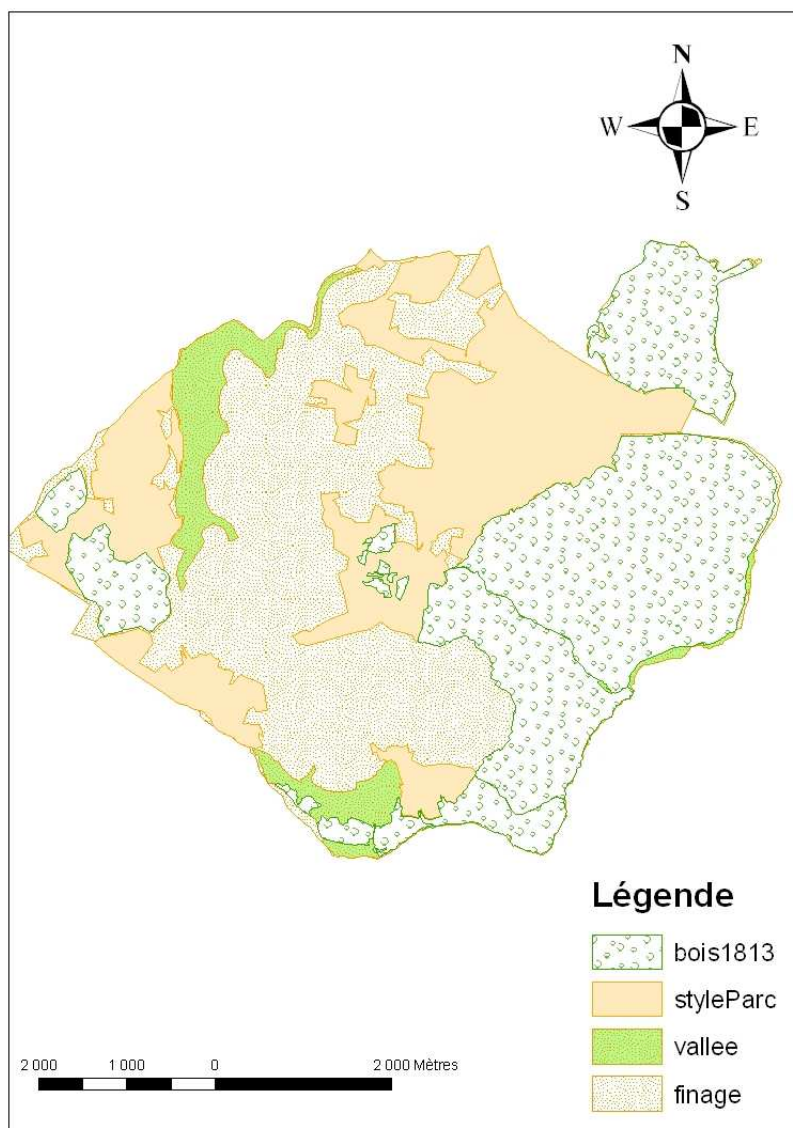 N
W E
S
Légende
bois1813
styleParc
vallee
finage
2 000 1 000 0 2 000 Mètres